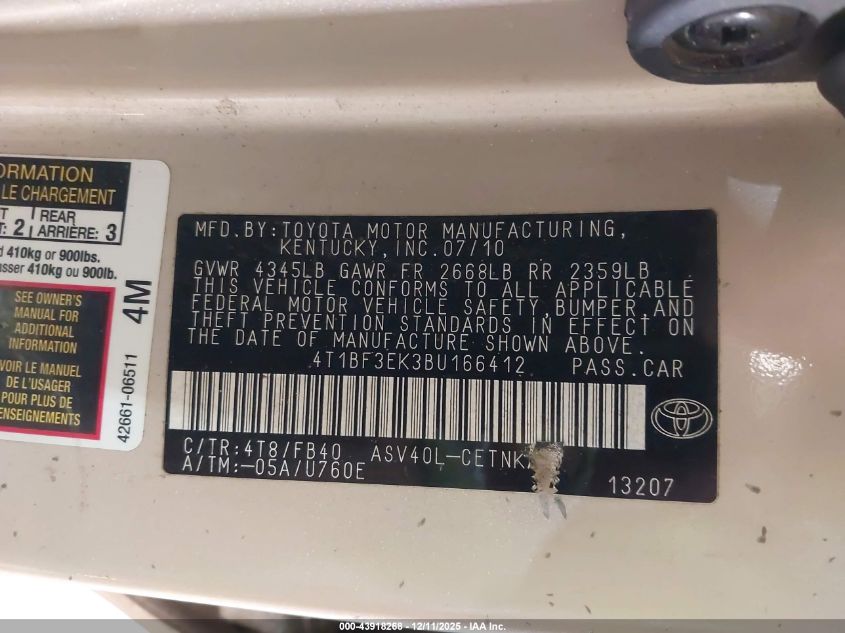 ORMATION
LE CHARGEMENT
T REAR
T: 2 ARRIÈRE: 3
d 410kg or 900lbs.
asser 410kg ou 900lb.
SEE OWNER'S
MANUAL FOR
ADDITIONAL
INFORMATION
VOIR LE MANUEL
DE L'USAGER
POUR PLUS DE
RENSEIGNEMENTS
4M
42661-06511
MFD.BY:TOYOTA MOTOR MANUFACTURING,
KENTUCKY,INC.07/10
GVWR 4345LB GAWR FR 2668LB RR 2359LB
THIS VEHICLE CONFORMS TO ALL APPLICABLE
FEDERAL MOTOR VEHICLE SAFETY,BUMPER,AND
THEFT PREVENTION STANDARDS IN EFFECT ON
THE DATE OF MANUFACTURE SHOWN ABOVE.
4T1BF3EK3BU166412 PASS.CAR
C/TR:4T8/FB40 ASV40L-CETNK
A/TM:-05A/U760E
13207
000-43918268 - 12/11/2025 - IAA Inc.